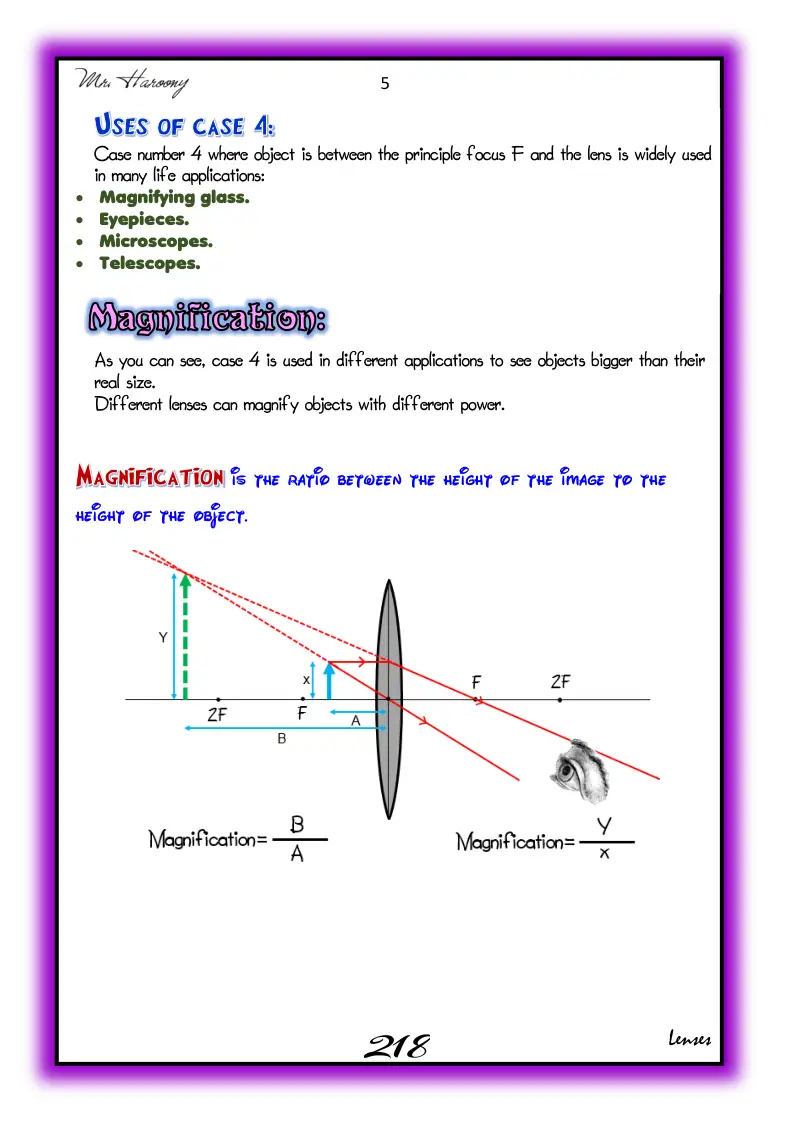 Mr. Haroony
5
Uses of case 4:
Case number 4 where object is between the principle focus F and the lens is widely used
in many life applications:
• Magnifying glass.
• Eyepieces.
• Microscopes.
• Telescopes.
Magnification:
As you can see, case 4 is used in different applications to see objects bigger than their
real size.
Different lenses can magnify objects with different power.
Magnification is the ratio between the height of the image to the
height of the object.
Y
x
F
2F
2F
F
A
B
Magnification= B
A
Magnification= Y
x
218
Lenses